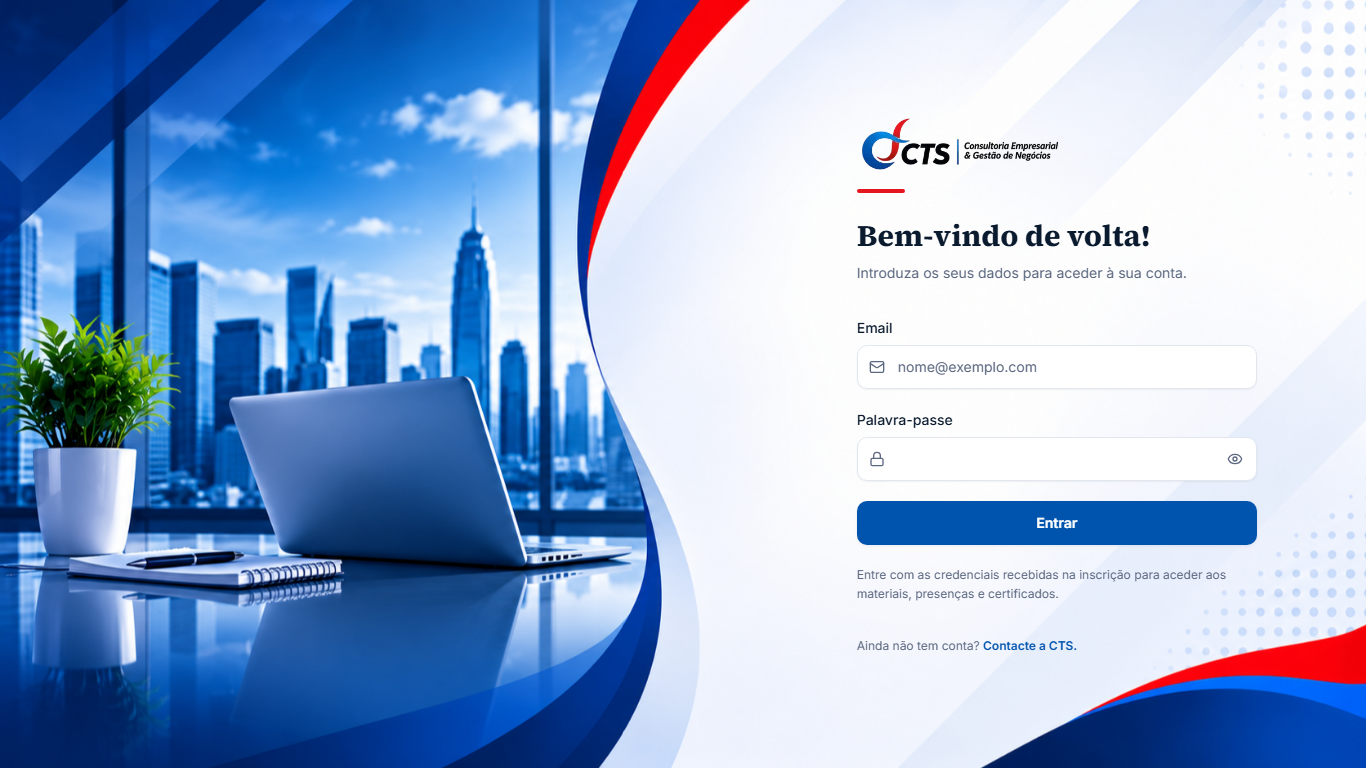 CTS
Consultoria Empresarial
& Gestão de Negócios
Bem-vindo de volta!
Introduza os seus dados para aceder à sua conta.
Email
nome@exemplo.com
Palavra-passe
Entrar
Entre com as credenciais recebidas na inscrição para aceder aos
materiais, presenças e certificados.
Ainda não tem conta? Contacte a CTS.